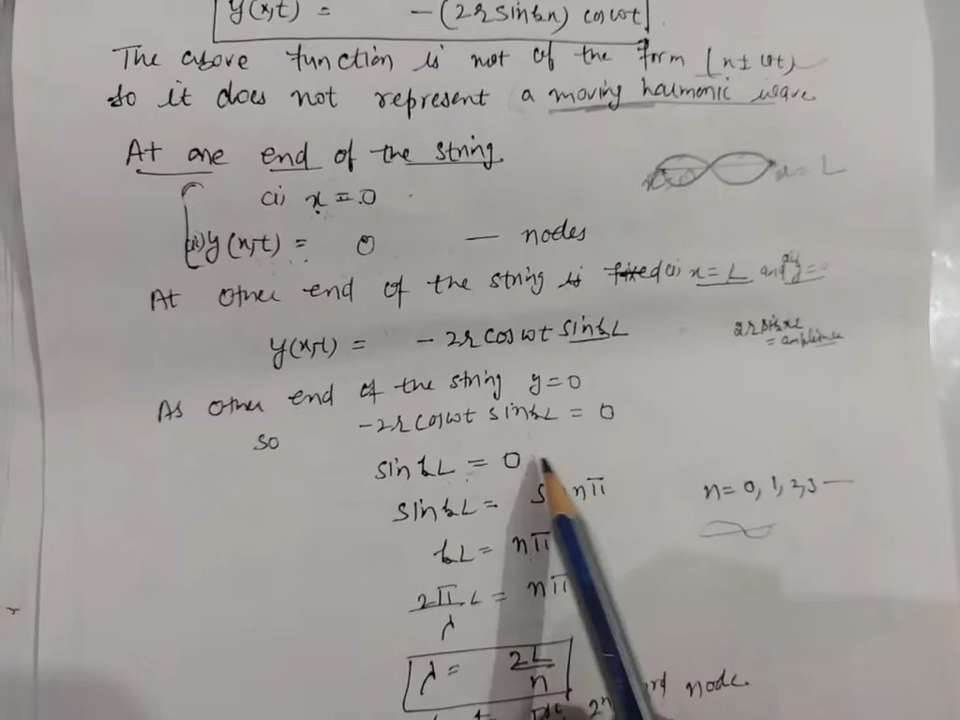 y(x,t) = -(2r sin kx) cos ωt
The above function is not of the form (x ± ωt)
so it does not represent a moving harmonic wave
At one end of the string
x = L
(i) x = 0
(ii) y(x,t) = 0 — nodes
At other end of the string is fixed (i) x = L and y =
y(x,t) = -2r cos ωt sin kL
2r sin kx
= amplitude
As other end of the string y = 0
so -2r cos ωt sin kL = 0
sin kL = 0
sin kL = sin nπ n = 0, 1, 2, 3 —
kL = nπ
2π/λ L = nπ
λ = 2L/n
node